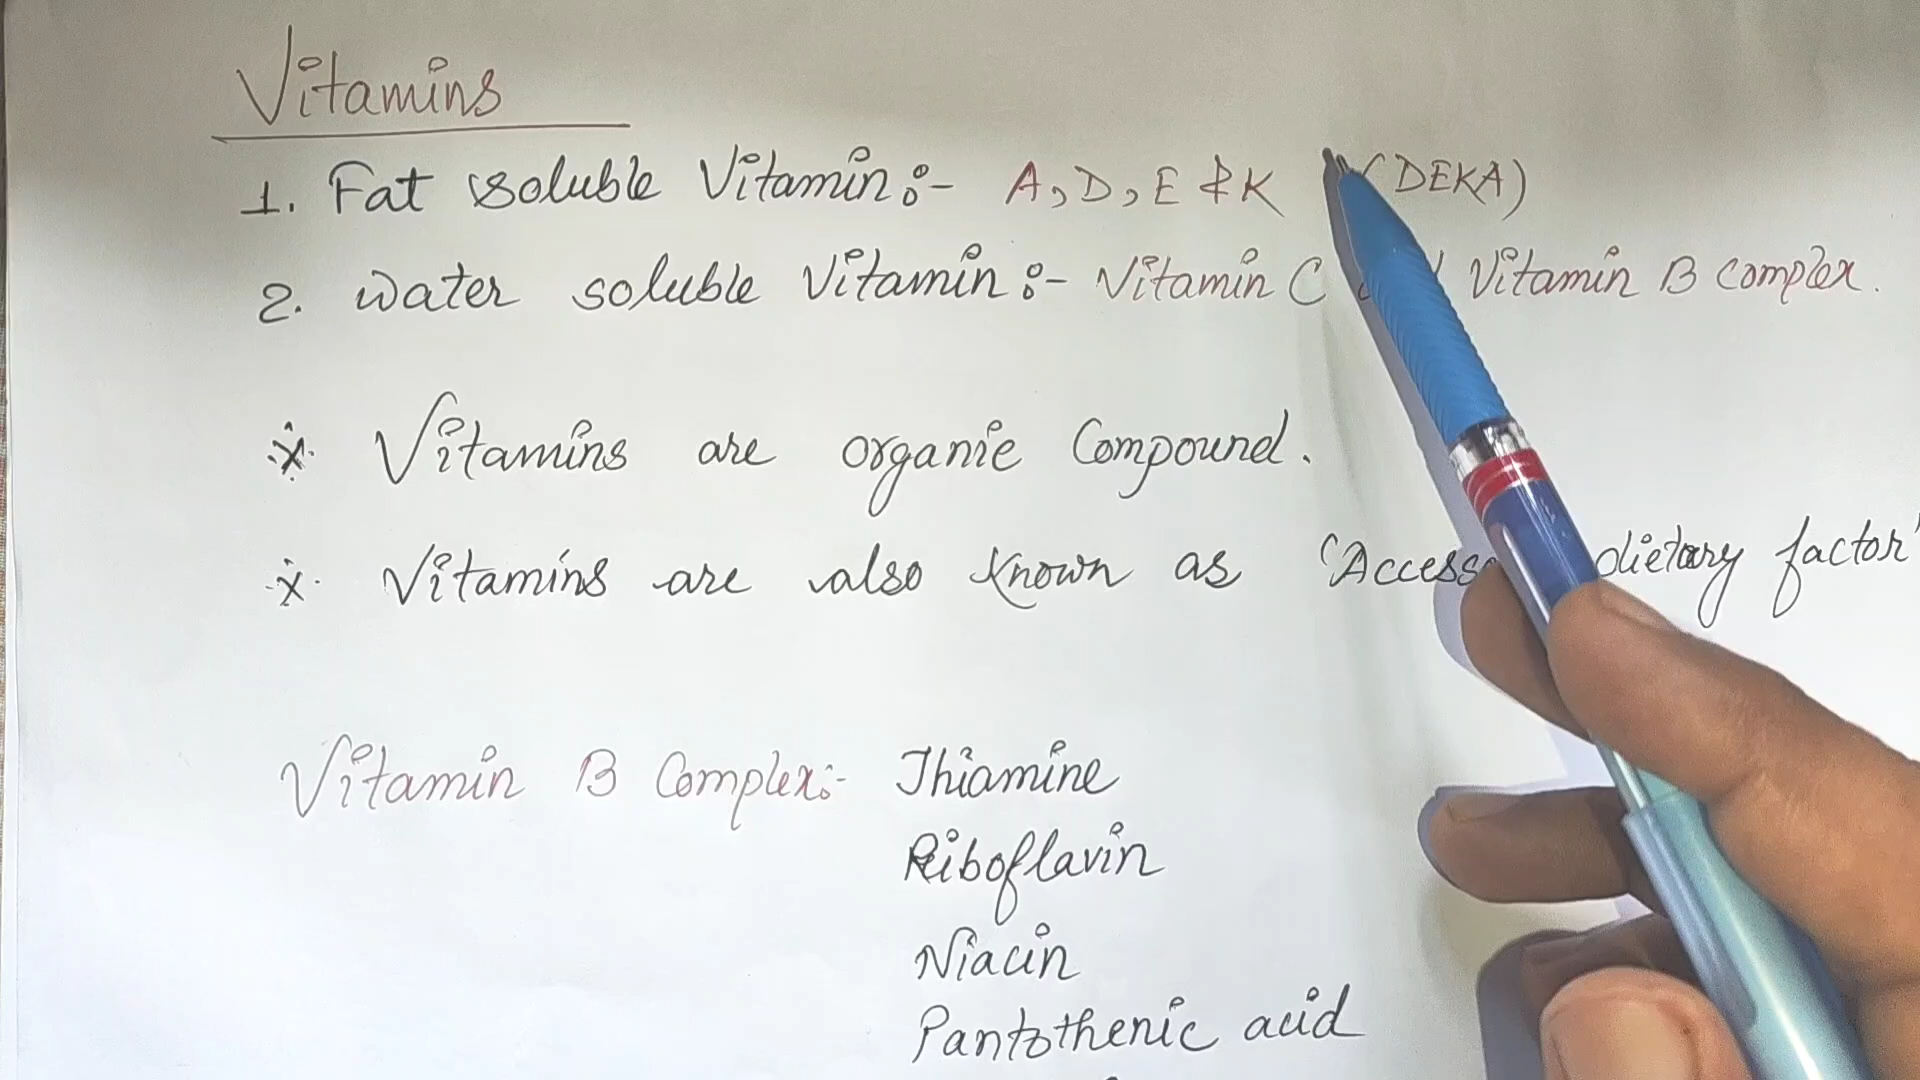 Vitamins
1. Fat soluble Vitamin:- A, D, E & K (DEKA)
2. Water soluble Vitamin:- Vitamin C Vitamin B complex.
Vitamins are organic Compound.
Vitamins are also known as dietary factor
Vitamin B Complex:- Thiamine
Riboflavin
Niacin
Pantothenic acid